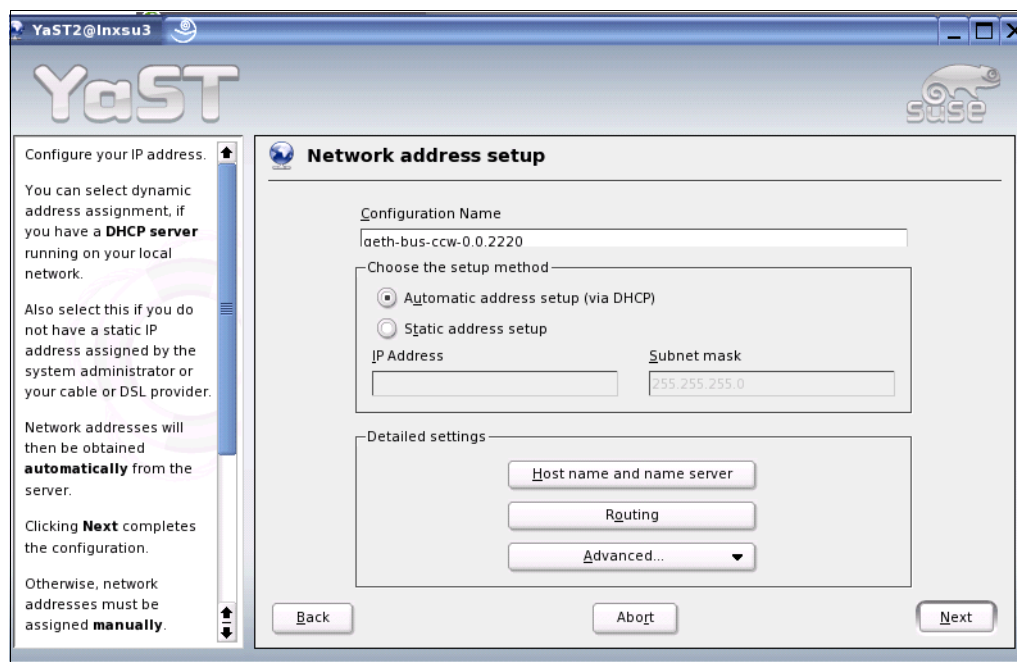 YaST2@lnxsu3
YaST
suse
Configure your IP address.
You can select dynamic
address assignment, if
you have a DHCP server
running on your local
network.
Also select this if you do
not have a static IP
address assigned by the
system administrator or
your cable or DSL provider.
Network addresses will
then be obtained
automatically from the
server.
Clicking Next completes
the configuration.
Otherwise, network
addresses must be
assigned manually.
Network address setup
Configuration Name
qeth-bus-ccw-0.0.2220
Choose the setup method
Automatic address setup (via DHCP)
Static address setup
IP Address
Subnet mask
255.255.255.0
Detailed settings
Host name and name server
Routing
Advanced...
Back
Abort
Next